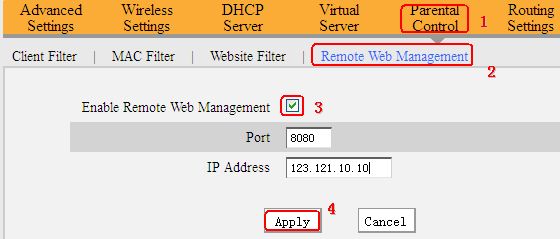 Advanced Settings Wireless Settings DHCP Server Virtual Server Parental Control 1 Routing Settings
Client Filter | MAC Filter | Website Filter | Remote Web Management
2
Enable Remote Web Management 3
Port 8080
IP Address 123.121.10.10
Apply 4 Cancel